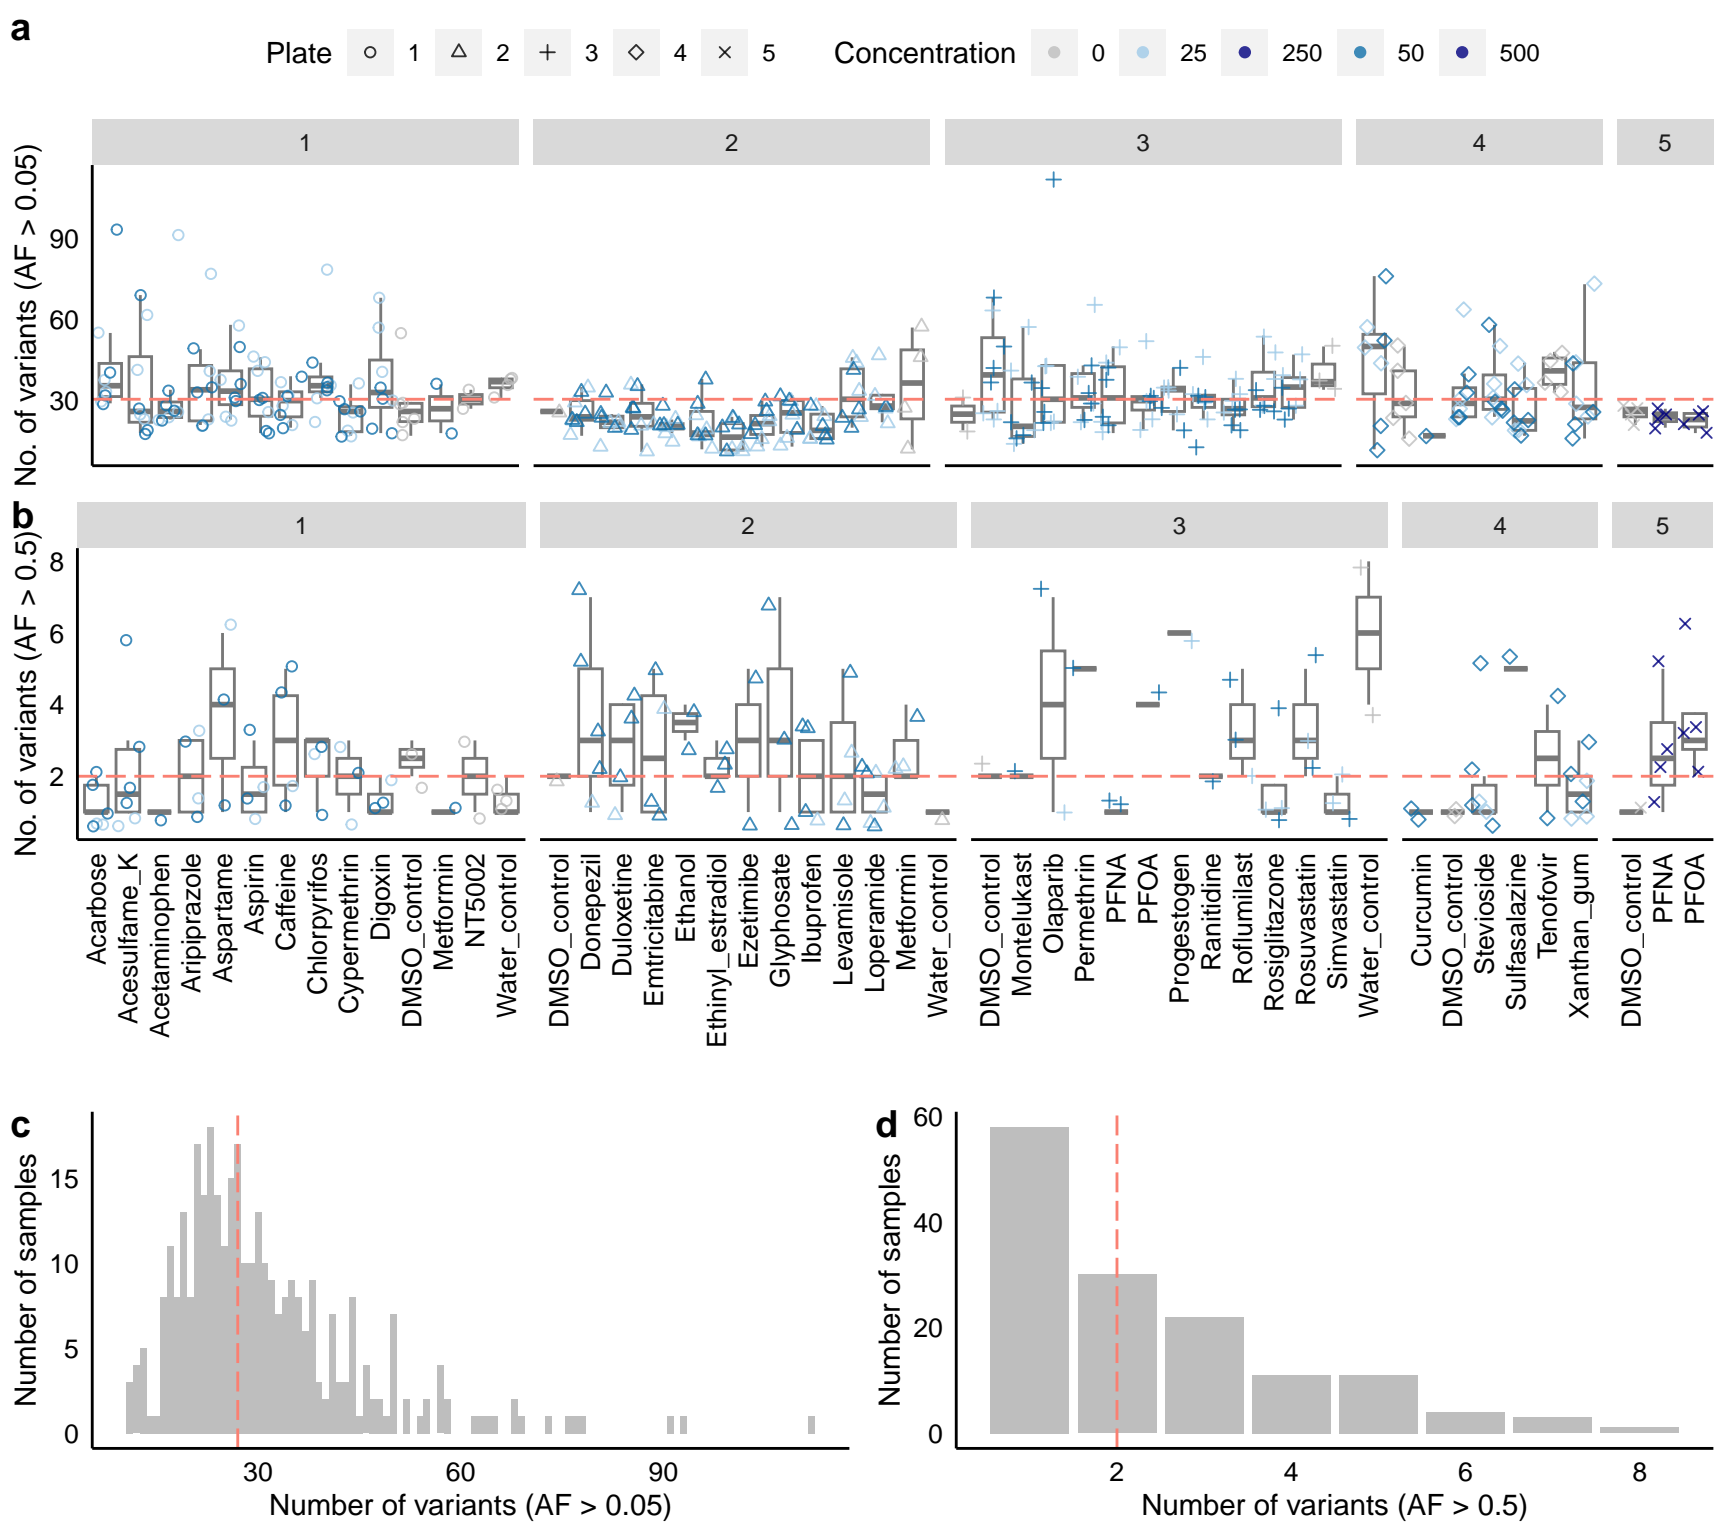 a
Plate 1 2 3 4 5 Concentration 0 25 250 50 500
1 2 3 4 5
No. of variants (AF > 0.05)
90
60
30
b
1 2 3 4 5
No. of variants (AF > 0.5)
8
6
4
2
Acarbose
Acesulfame_K
Acetaminophen
Aripiprazole
Aspartame
Aspirin
Caffeine
Chlorpyrifos
Cypermethrin
Digoxin
DMSO_control
Metformin
NT5002
Water_control
DMSO_control
Donepezil
Duloxetine
Emtricitabine
Ethanol
Ethinyl_estradiol
Ezetimibe
Glyphosate
Ibuprofen
Levamisole
Loperamide
Metformin
Water_control
DMSO_control
Montelukast
Olaparib
Permethrin
PFNA
PFOA
Progestogen
Ranitidine
Roflumilast
Rosiglitazone
Rosuvastatin
Simvastatin
Water_control
Curcumin
DMSO_control
Stevioside
Sulfasalazine
Tenofovir
Xanthan_gum
DMSO_control
PFNA
PFOA
c
Number of samples
15
10
5
0
30 60 90
Number of variants (AF > 0.05)
d
Number of samples
60
40
20
0
2 4 6 8
Number of variants (AF > 0.5)